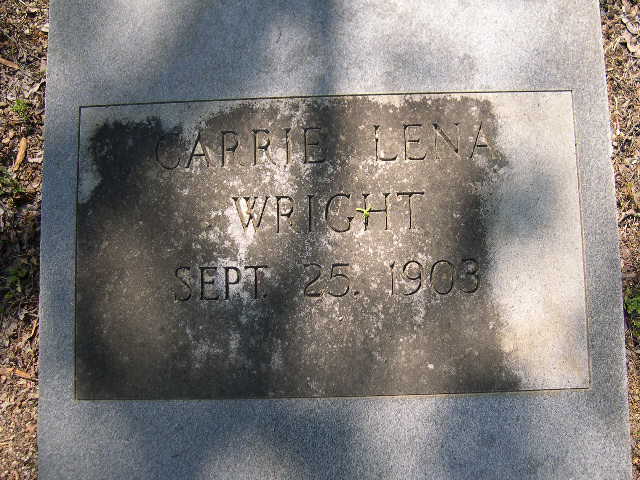 CARRIE LENA
WRIGHT
SEPT. 25. 1903